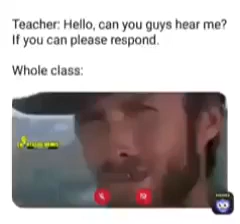 Teacher: Hello, can you guys hear me?
If you can please respond.
Whole class: